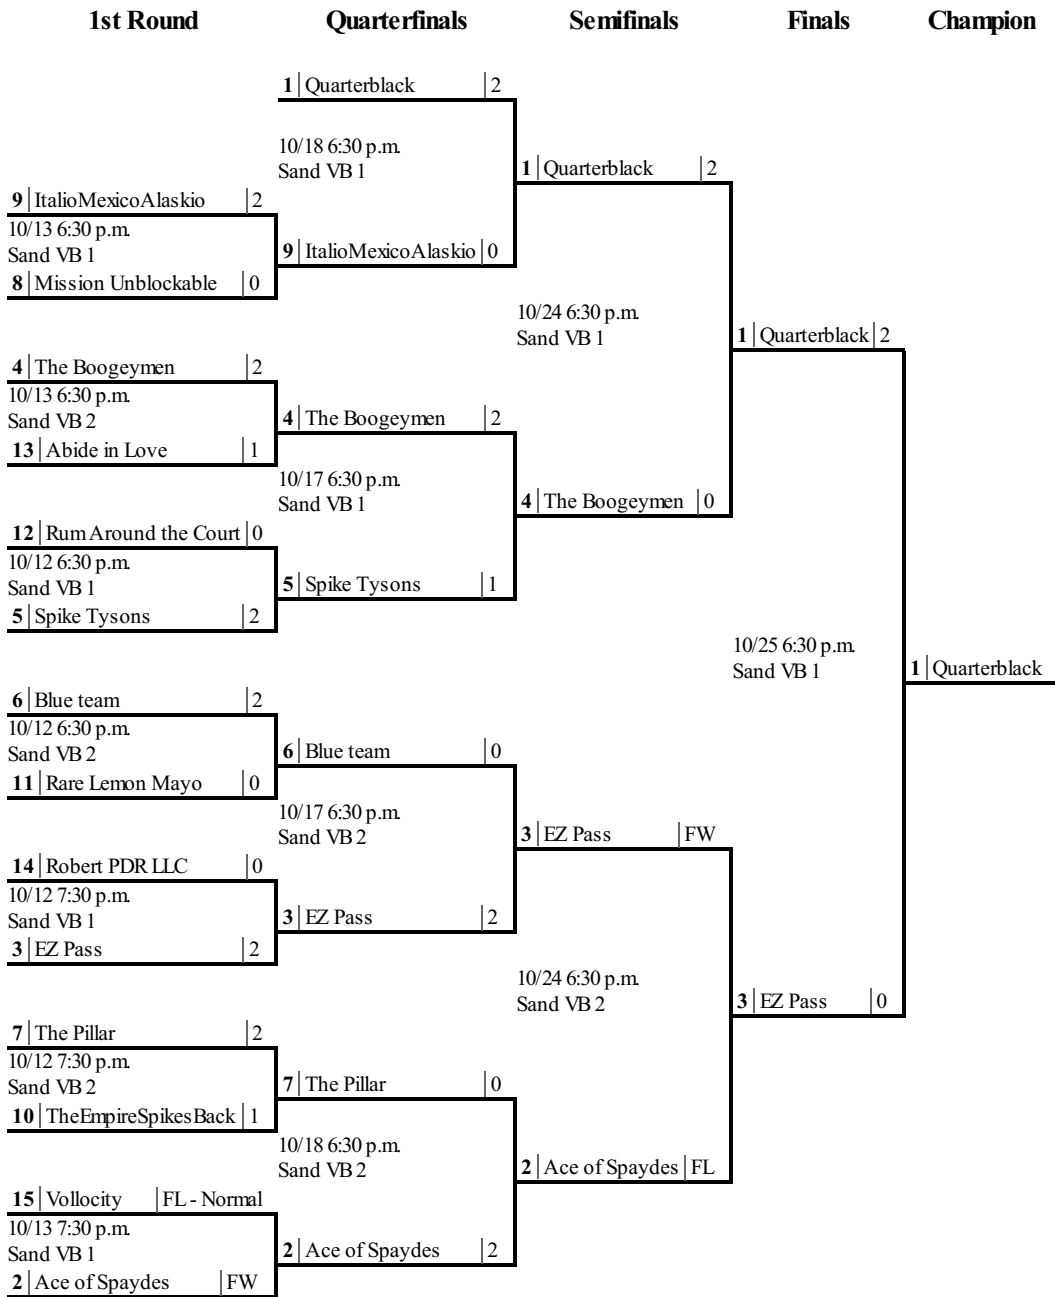 1st Round Quarterfinals Semifinals Finals Champion
1 Quarterblack 2
10/18 6:30 p.m.
Sand VB 1
1 Quarterblack 2
9 ItalioMexicoAlaskio 2
10/13 6:30 p.m.
Sand VB 1
9 ItalioMexicoAlaskio 0
8 Mission Unblockable 0
10/24 6:30 p.m.
Sand VB 1
1 Quarterblack 2
4 The Boogeymen 2
10/13 6:30 p.m.
Sand VB 2
4 The Boogeymen 2
13 Abide in Love 1
10/17 6:30 p.m.
Sand VB 1
4 The Boogeymen 0
12 Rum Around the Court 0
10/12 6:30 p.m.
Sand VB 1
5 Spike Tysons 1
5 Spike Tysons 2
10/25 6:30 p.m.
Sand VB 1
1 Quarterblack
6 Blue team 2
10/12 6:30 p.m.
Sand VB 2
6 Blue team 0
11 Rare Lemon Mayo 0
10/17 6:30 p.m.
Sand VB 2
3 EZ Pass FW
14 Robert PDR LLC 0
10/12 7:30 p.m.
Sand VB 1
3 EZ Pass 2
3 EZ Pass 2
10/24 6:30 p.m.
Sand VB 2
3 EZ Pass 0
7 The Pillar 2
10/12 7:30 p.m.
Sand VB 2
7 The Pillar 0
10 TheEmpireSpikesBack 1
10/18 6:30 p.m.
Sand VB 2
2 Ace of Spaydes FL
15 Vollocity FL - Normal
10/13 7:30 p.m.
Sand VB 1
2 Ace of Spaydes 2
2 Ace of Spaydes FW